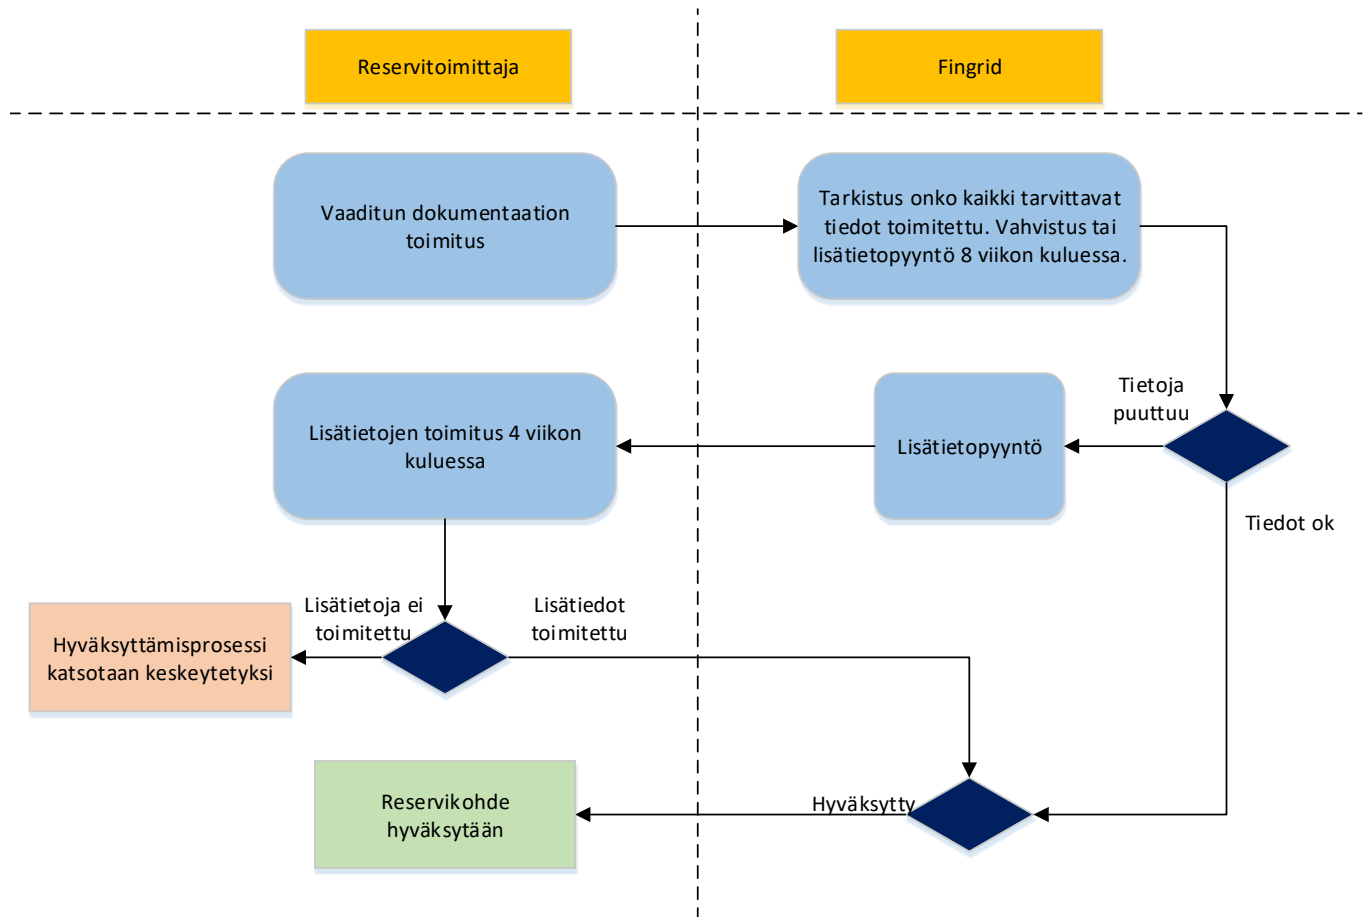 Reservitoimittaja
Fingrid
Vaaditun dokumentaation
toimitus
Tarkistus onko kaikki tarvittavat
tiedot toimitettu. Vahvistus tai
lisätietopyyntö 8 viikon kuluessa.
Tietoja
puuttuu
Lisätietopyyntö
Lisätietojen toimitus 4 viikon
kuluessa
Tiedot ok
Lisätietoja ei
toimitettu
Lisätiedot
toimitettu
Hyväksyttämisprosessi
katsotaan keskeytetyksi
Hyväksytty
Reservikohde
hyväksytään